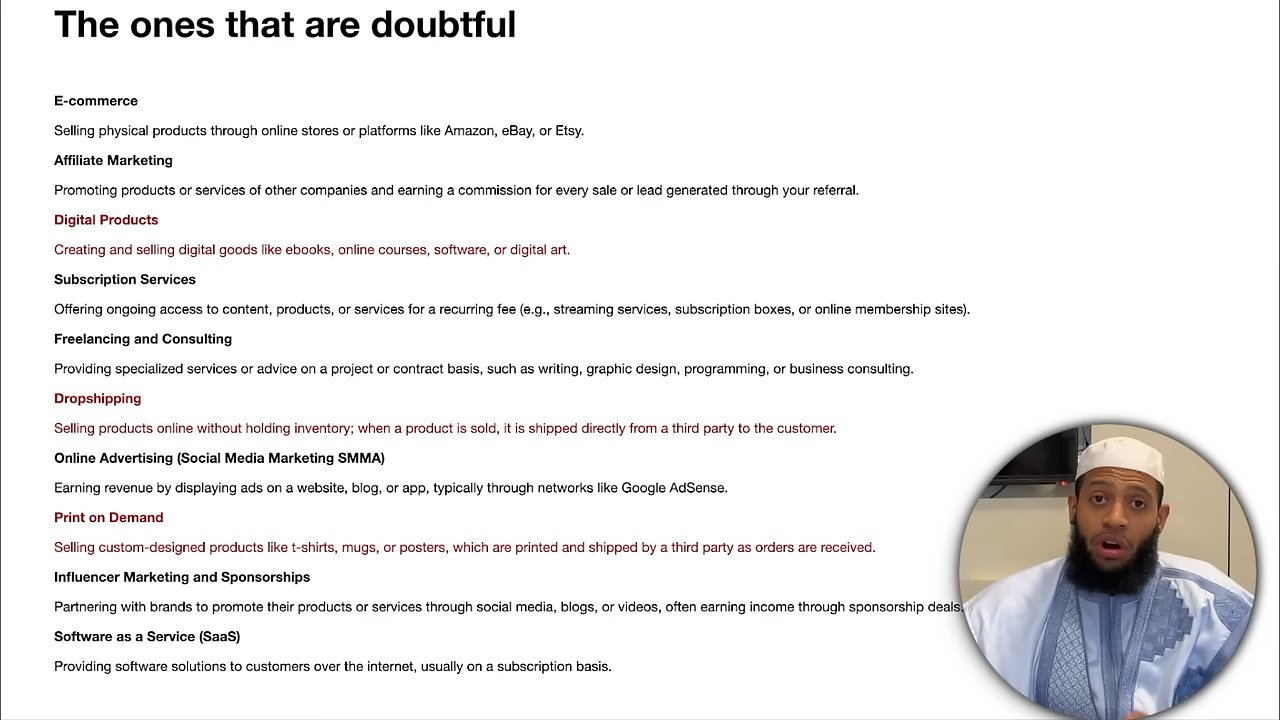 The ones that are doubtful
E-commerce
Selling physical products through online stores or platforms like Amazon, eBay, or Etsy.
Affiliate Marketing
Promoting products or services of other companies and earning a commission for every sale or lead generated through your referral.
Digital Products
Creating and selling digital goods like ebooks, online courses, software, or digital art.
Subscription Services
Offering ongoing access to content, products, or services for a recurring fee (e.g., streaming services, subscription boxes, or online membership sites).
Freelancing and Consulting
Providing specialized services or advice on a project or contract basis, such as writing, graphic design, programming, or business consulting.
Dropshipping
Selling products online without holding inventory; when a product is sold, it is shipped directly from a third party to the customer.
Online Advertising (Social Media Marketing SMMA)
Earning revenue by displaying ads on a website, blog, or app, typically through networks like Google AdSense.
Print on Demand
Selling custom-designed products like t-shirts, mugs, or posters, which are printed and shipped by a third party as orders are received.
Influencer Marketing and Sponsorships
Partnering with brands to promote their products or services through social media, blogs, or videos, often earning income through sponsorship deals.
Software as a Service (SaaS)
Providing software solutions to customers over the internet, usually on a subscription basis.